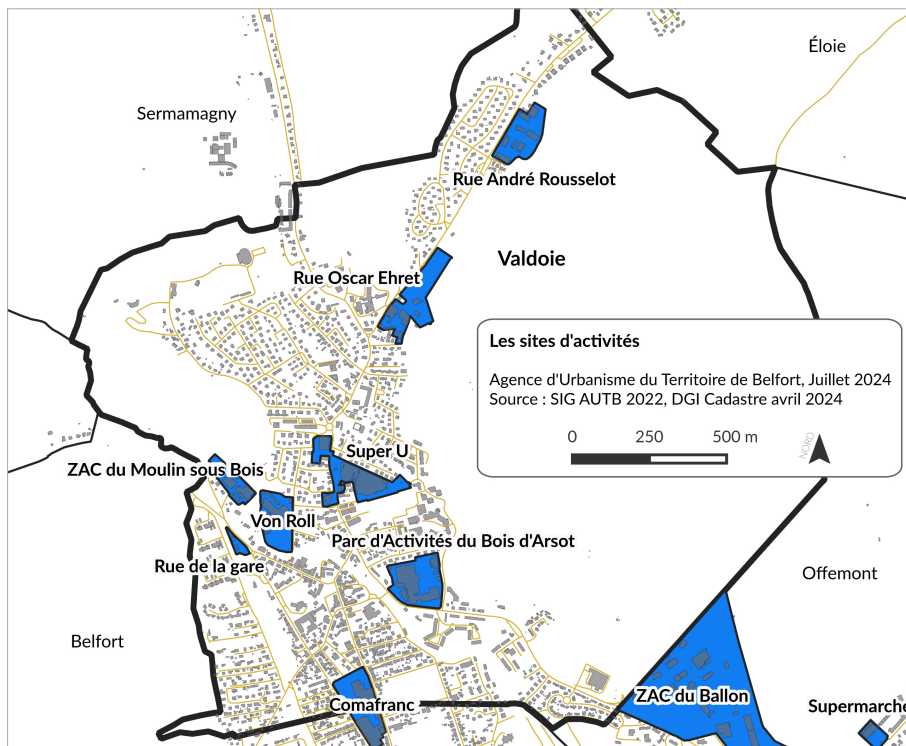 Éloie
Sermamagny
Rue André Rousselot
Valdoie
Rue Oscar Ehret
Les sites d'activités
Agence d'Urbanisme du Territoire de Belfort, Juillet 2024
Source : SIG AUTB 2022, DGI Cadastre avril 2024
0 250 500 m
NORD
Super U
ZAC du Moulin sous Bois
Von Roll
Parc d'Activités du Bois d'Arsot
Rue de la gare
Offemont
Belfort
ZAC du Ballon
Comafranc
Supermarche